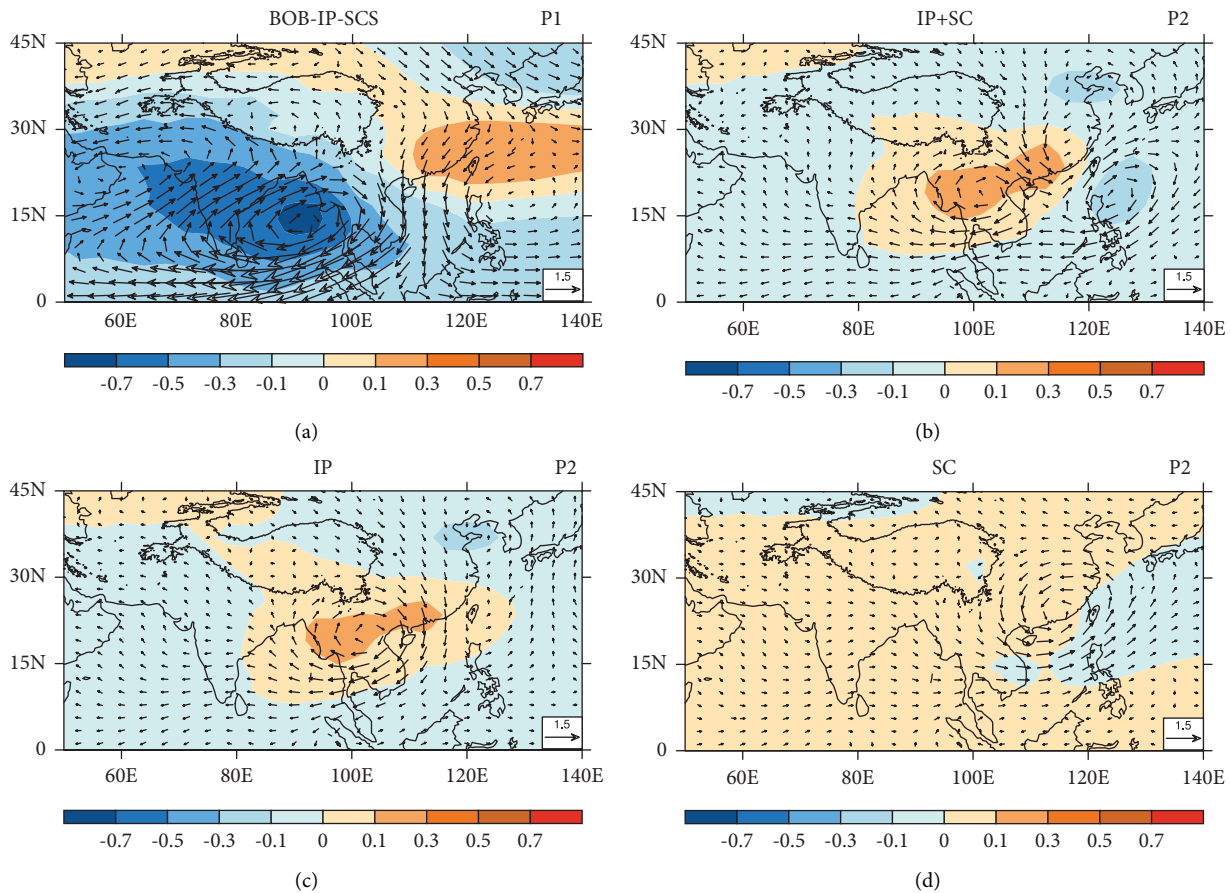 BOB-IP-SCS P1
45N
30N
15N
0
1.5
60E 80E 100E 120E 140E
-0.7 -0.5 -0.3 -0.1 0 0.1 0.3 0.5 0.7
(a)
IP+SC P2
45N
30N
15N
0
1.5
60E 80E 100E 120E 140E
-0.7 -0.5 -0.3 -0.1 0 0.1 0.3 0.5 0.7
(b)
IP P2
45N
30N
15N
0
1.5
60E 80E 100E 120E 140E
-0.7 -0.5 -0.3 -0.1 0 0.1 0.3 0.5 0.7
(c)
SC P2
45N
30N
15N
0
1.5
60E 80E 100E 120E 140E
-0.7 -0.5 -0.3 -0.1 0 0.1 0.3 0.5 0.7
(d)